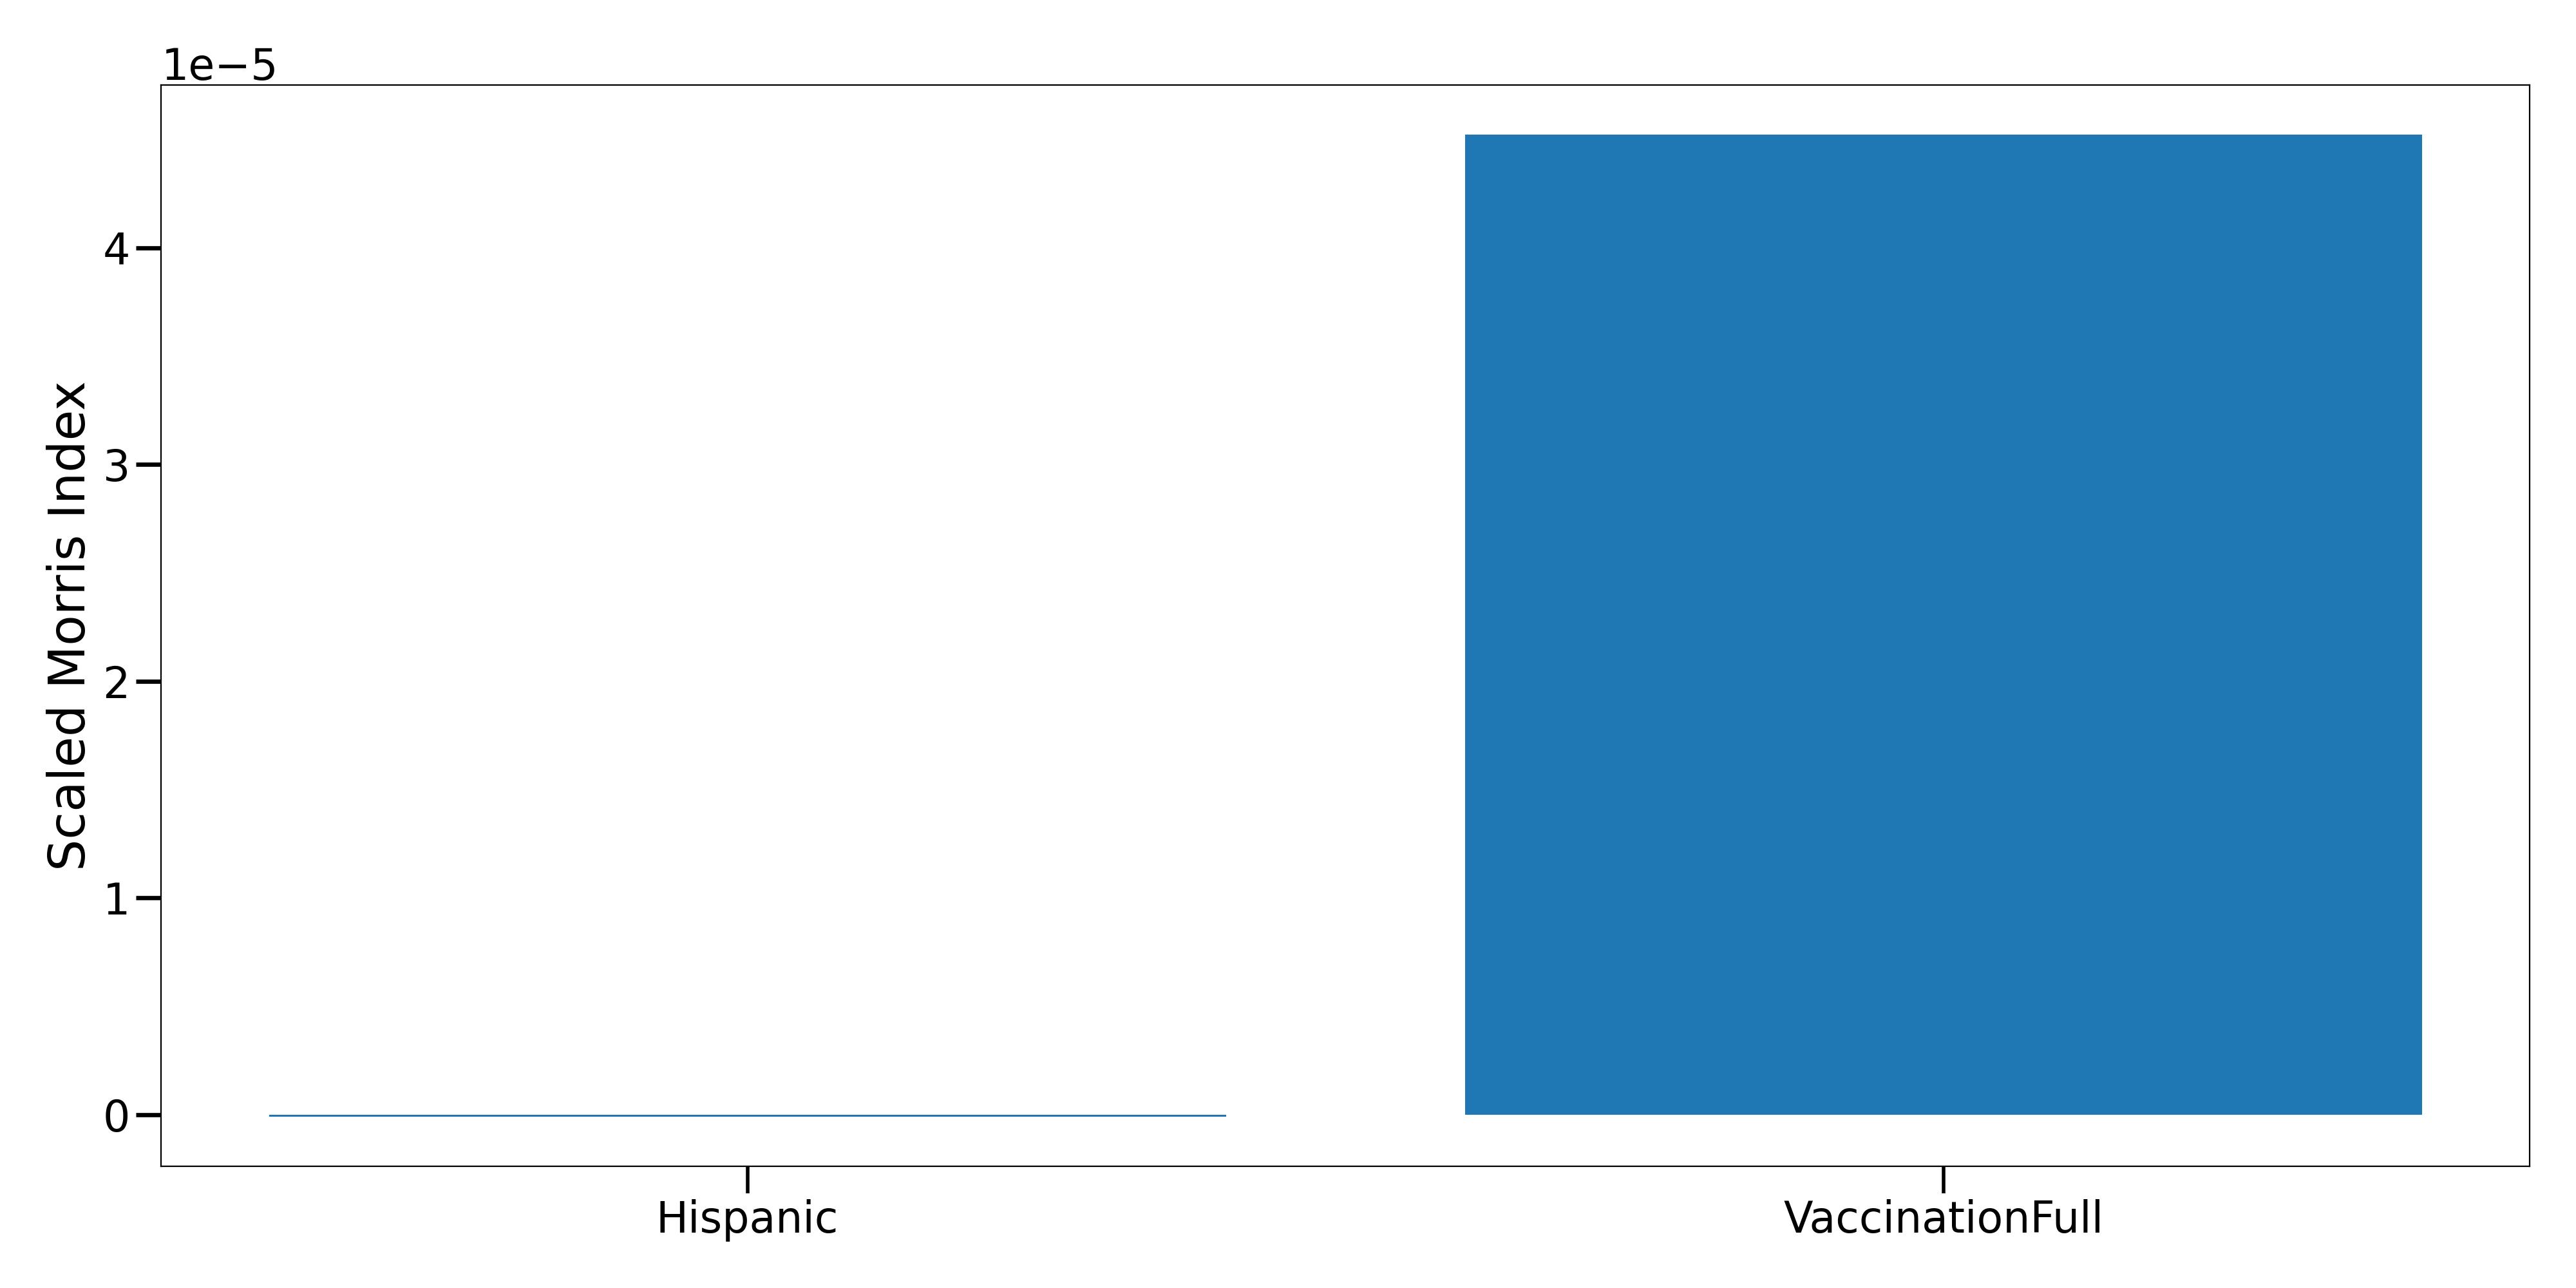 1e−5
Scaled Morris Index
4
3
2
1
0
Hispanic
VaccinationFull